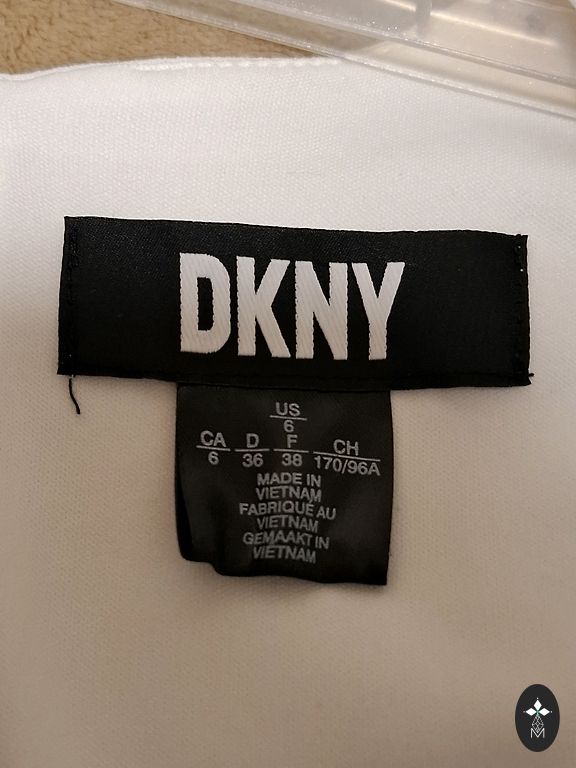 DKNY
US
6
CA D F CH
6 36 38 170/96A
MADE IN
VIETNAM
FABRIQUÉ AU
VIETNAM
GEMAAKT IN
VIETNAM
M